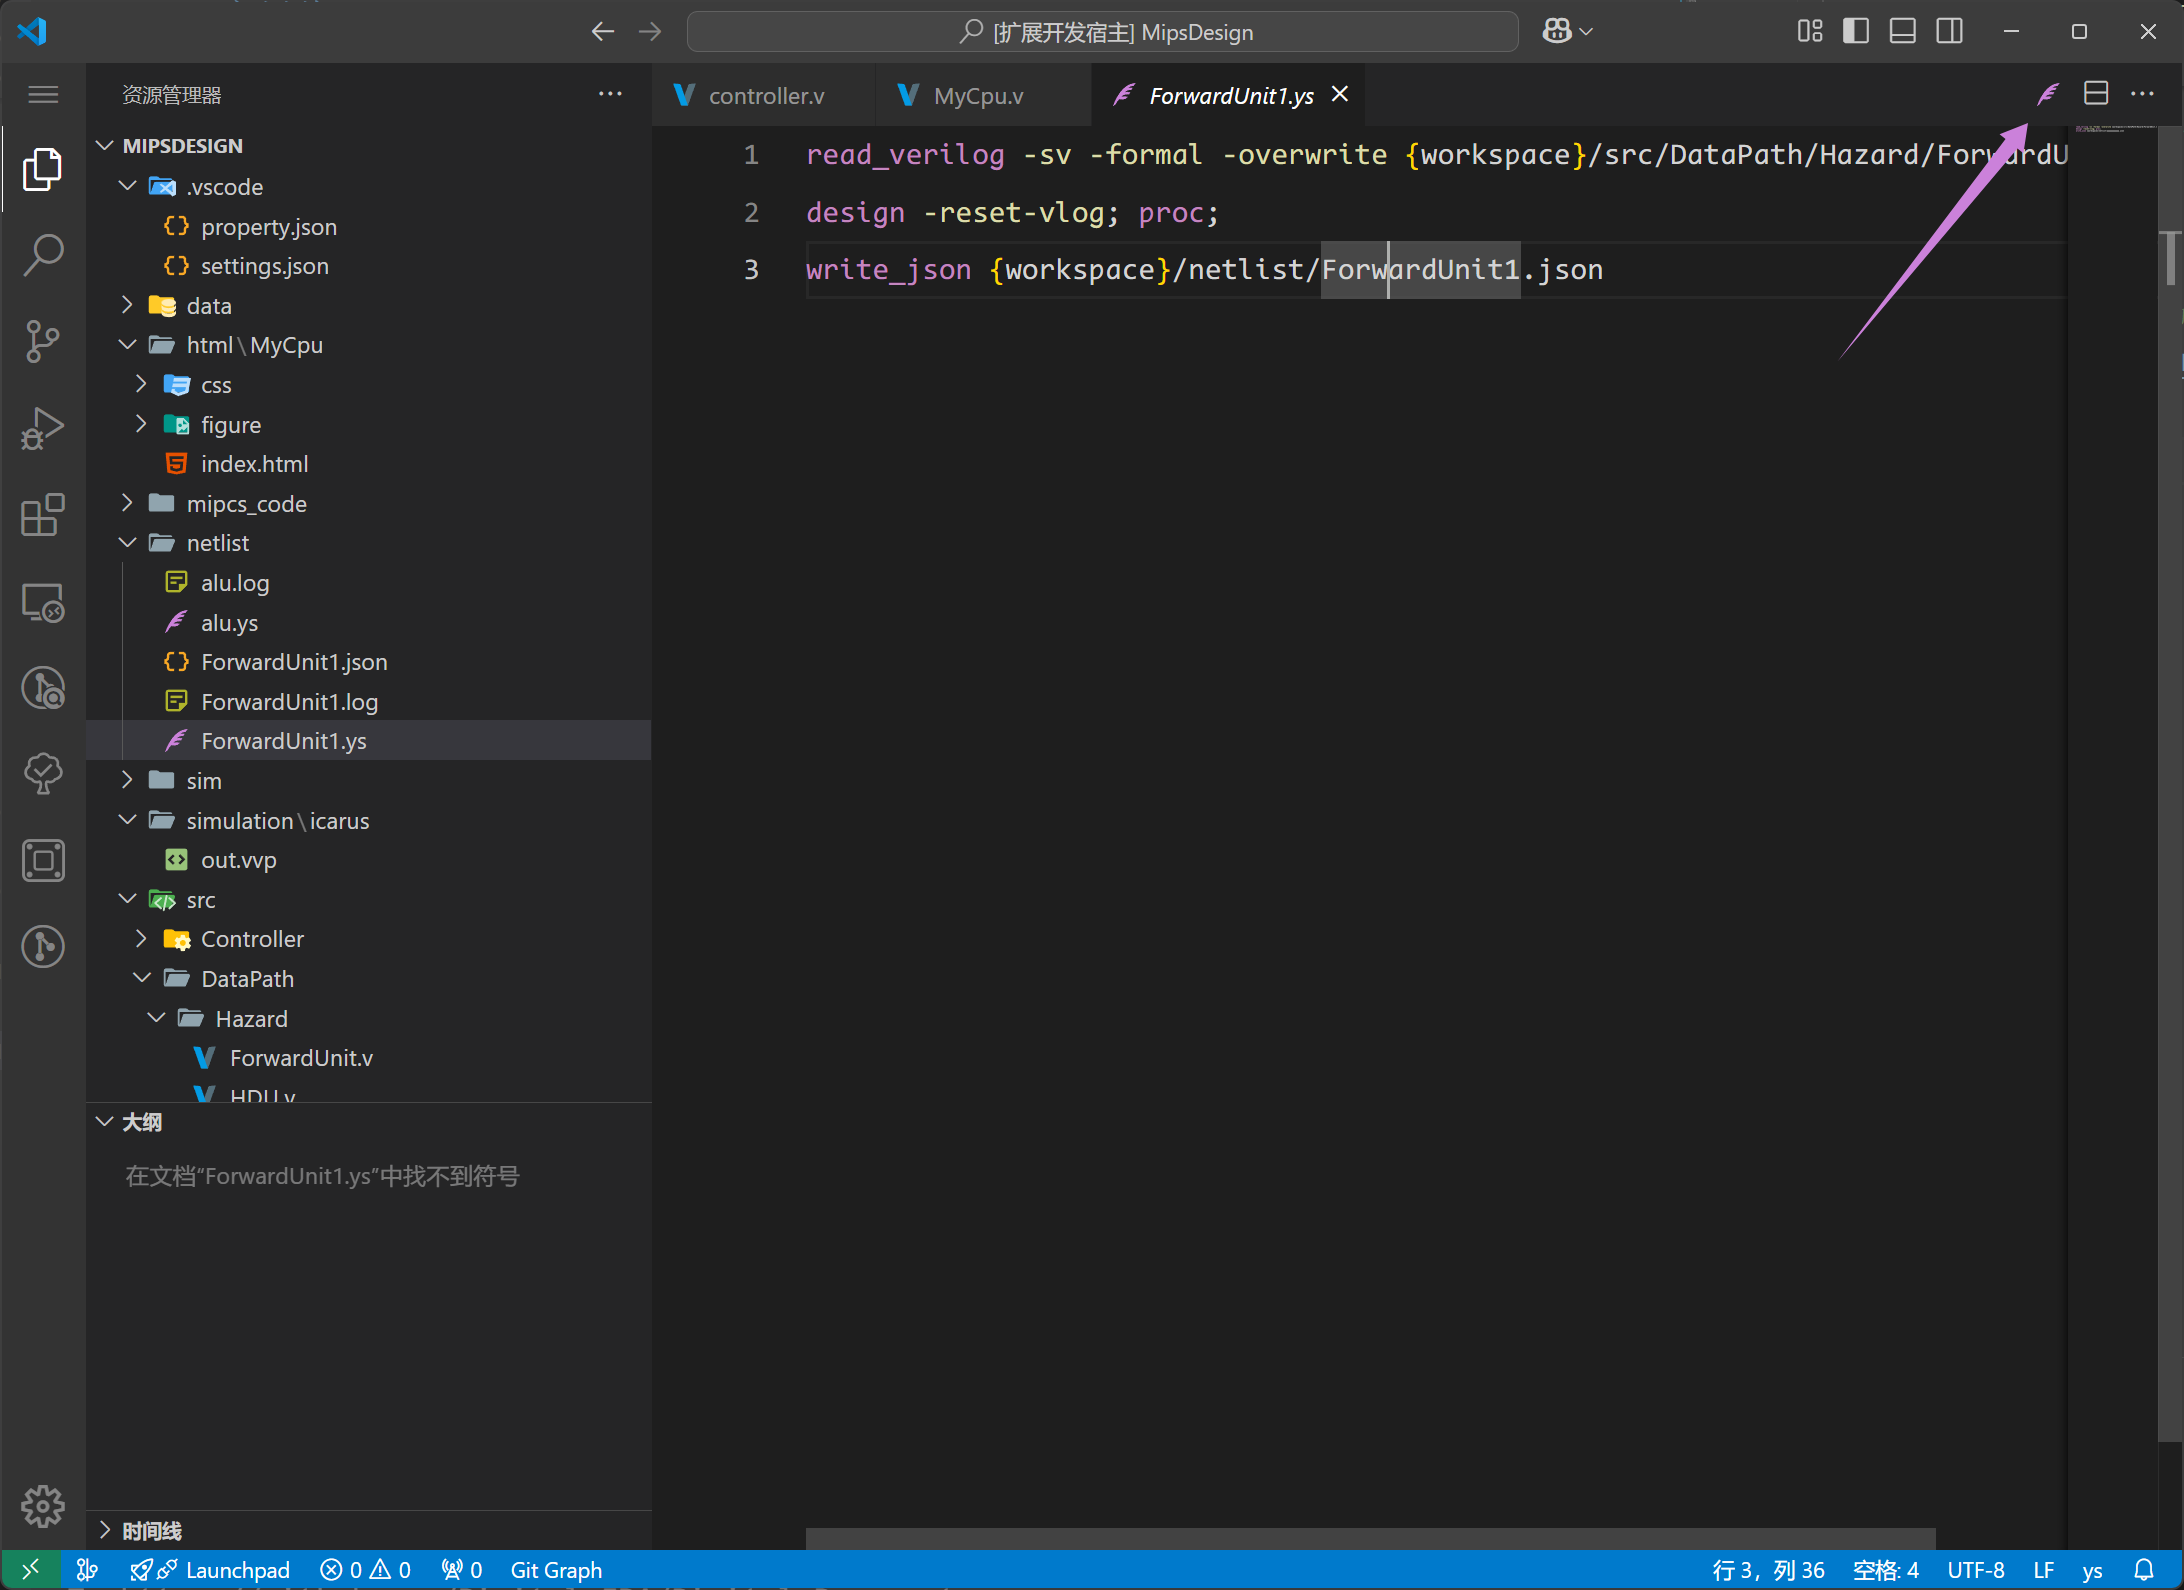 [扩展开发宿主] MipsDesign
资源管理器
controller.v
MyCpu.v
ForwardUnit1.ys
MIPSDESIGN
.vscode
property.json
settings.json
data
html\MyCpu
css
figure
index.html
mipcs_code
netlist
alu.log
alu.ys
ForwardUnit1.json
ForwardUnit1.log
ForwardUnit1.ys
sim
simulation\icarus
out.vvp
src
Controller
DataPath
Hazard
ForwardUnit.v
HDU.v
大纲
在文档“ForwardUnit1.ys”中找不到符号
时间线
1 read_verilog -sv -formal -overwrite {workspace}/src/DataPath/Hazard/ForwardU
2 design -reset-vlog; proc;
3 write_json {workspace}/netlist/ForwardUnit1.json
Launchpad 0 0 0 Git Graph 行 3，列 36 空格: 4 UTF-8 LF ys